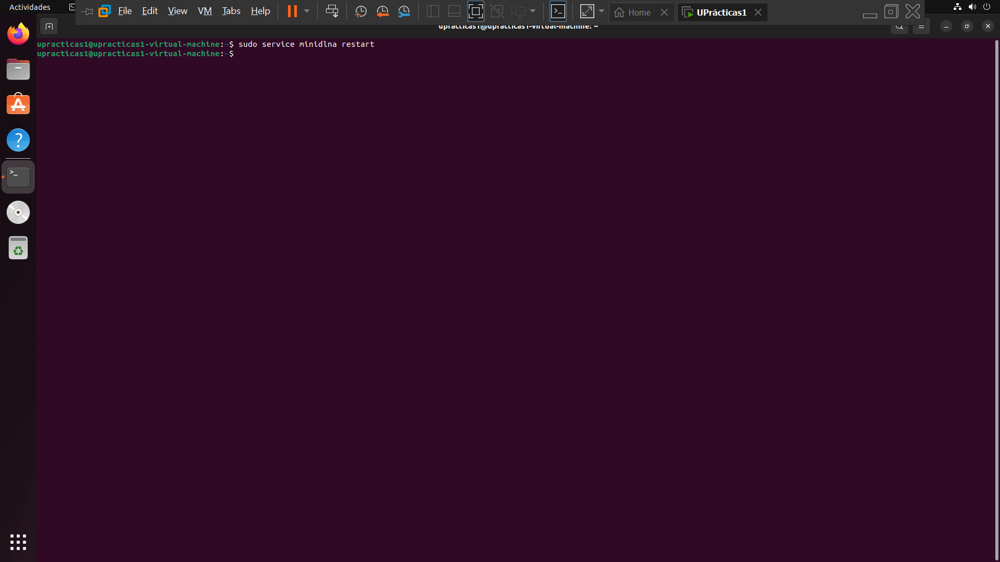 Actividades
File Edit View VM Tabs Help Home UPrácticas1
upracticas1@upracticas1-virtual-machine: ~
upracticas1@upracticas1-virtual-machine:~$ sudo service minidlna restart
upracticas1@upracticas1-virtual-machine:~$